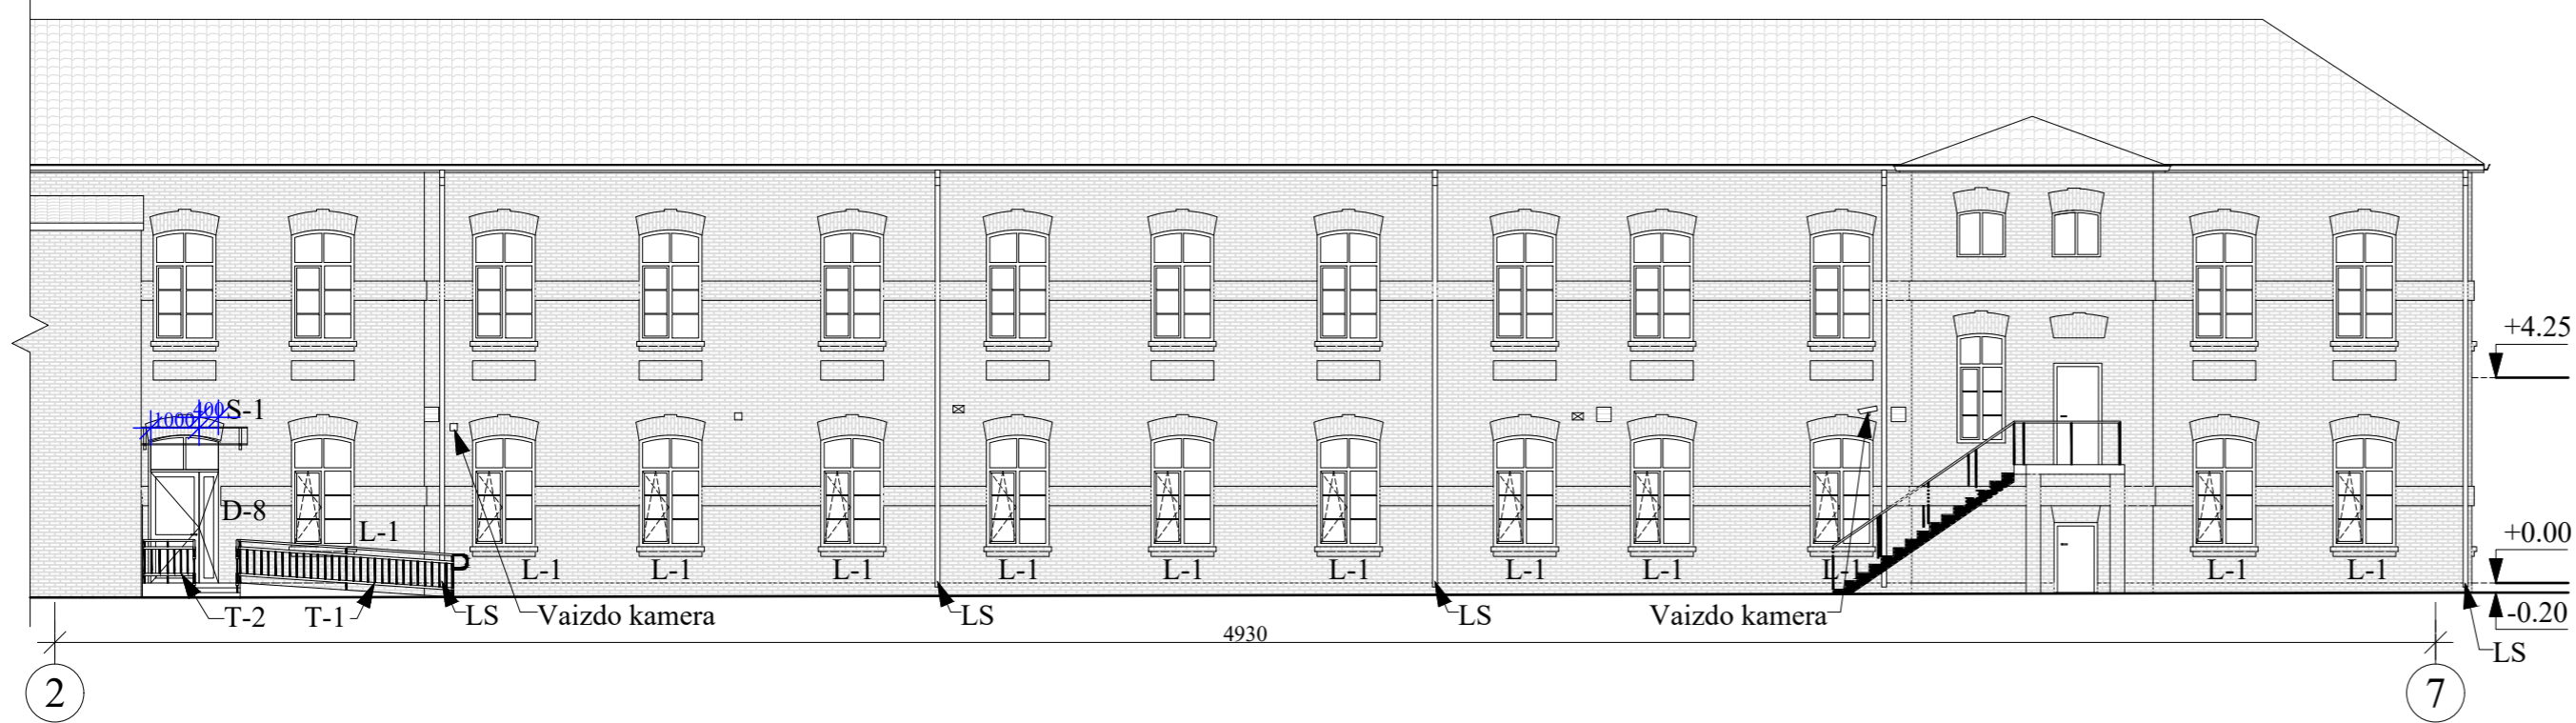 +4.25
400
S-1
1000
D-8
L-1
+0.00
L-1
L-1
L-1
L-1
L-1
L-1
L-1
L-1
L-1
L-1
L-1
T-2
T-1
LS
Vaizdo kamera
LS
LS
Vaizdo kamera
-0.20
4930
LS
2
7